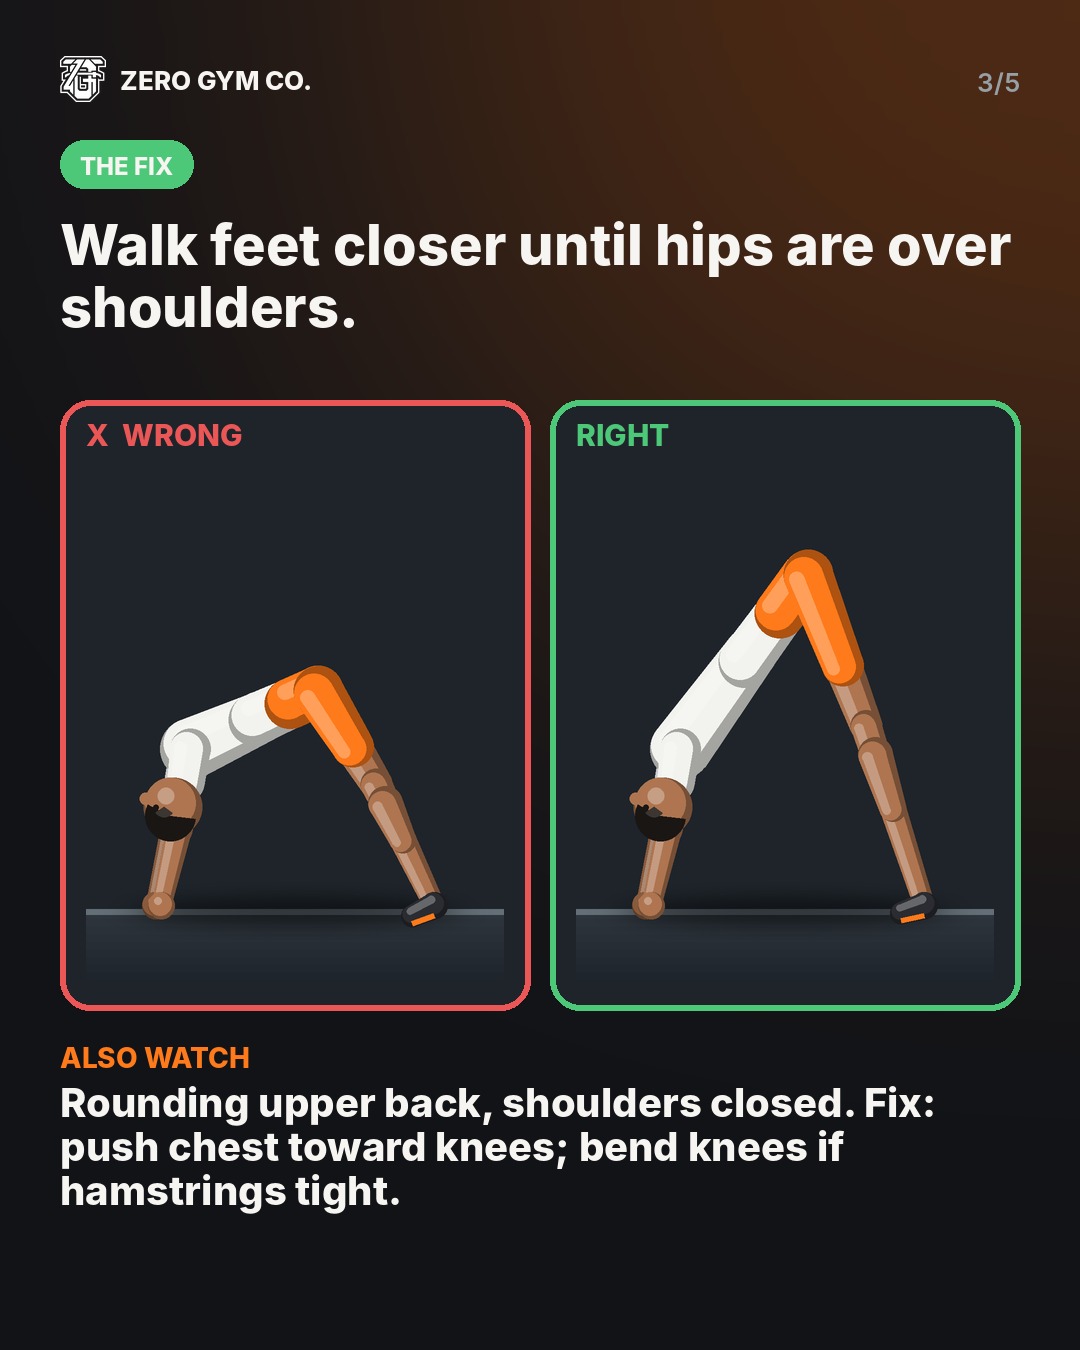 ZERO GYM CO.
3/5
THE FIX
Walk feet closer until hips are over
shoulders.
X WRONG
RIGHT
ALSO WATCH
Rounding upper back, shoulders closed. Fix:
push chest toward knees; bend knees if
hamstrings tight.